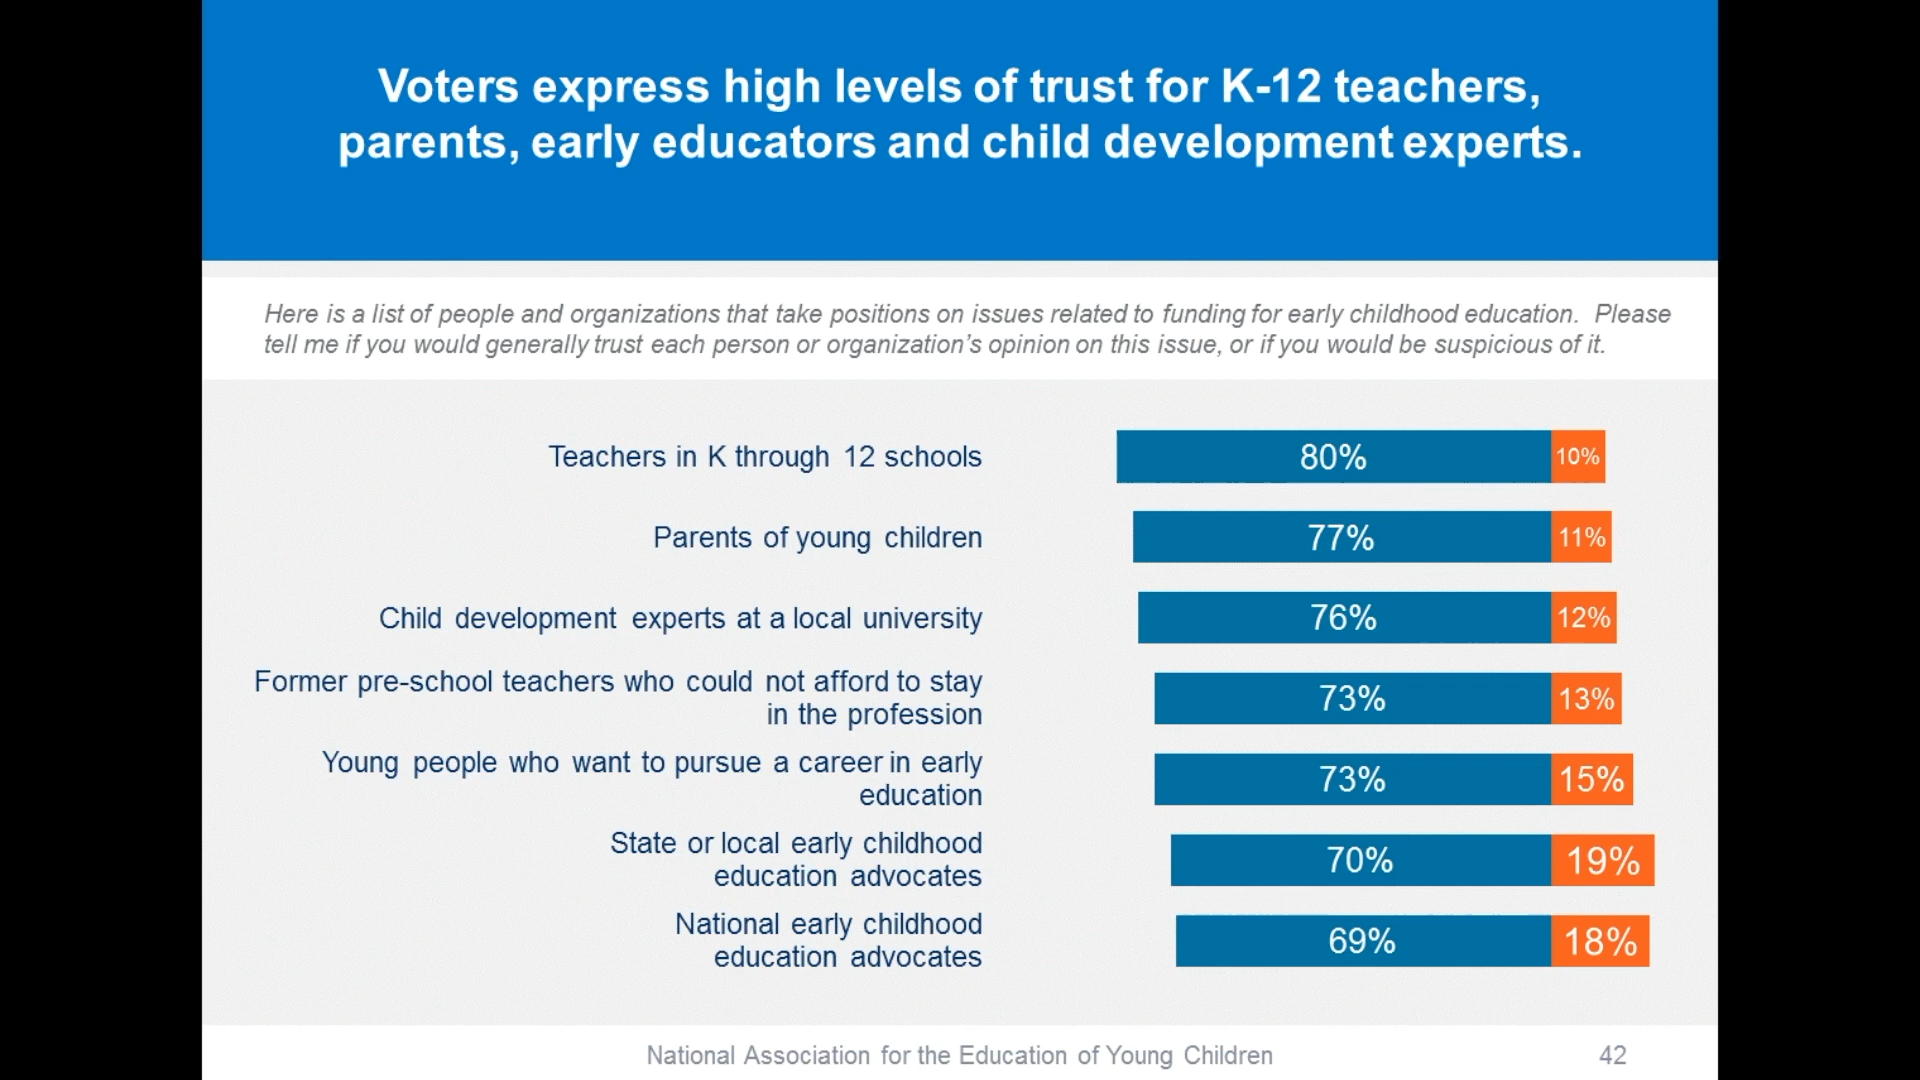 Voters express high levels of trust for K-12 teachers,
parents, early educators and child development experts.
Here is a list of people and organizations that take positions on issues related to funding for early childhood education.  Please
tell me if you would generally trust each person or organization’s opinion on this issue, or if you would be suspicious of it.
Teachers in K through 12 schools 80% 10%
Parents of young children 77% 11%
Child development experts at a local university 76% 12%
Former pre-school teachers who could not afford to stay
in the profession
73% 13%
Young people who want to pursue a career in early
education
73% 15%
State or local early childhood
education advocates
70% 19%
National early childhood
education advocates
69% 18%
National Association for the Education of Young Children 42